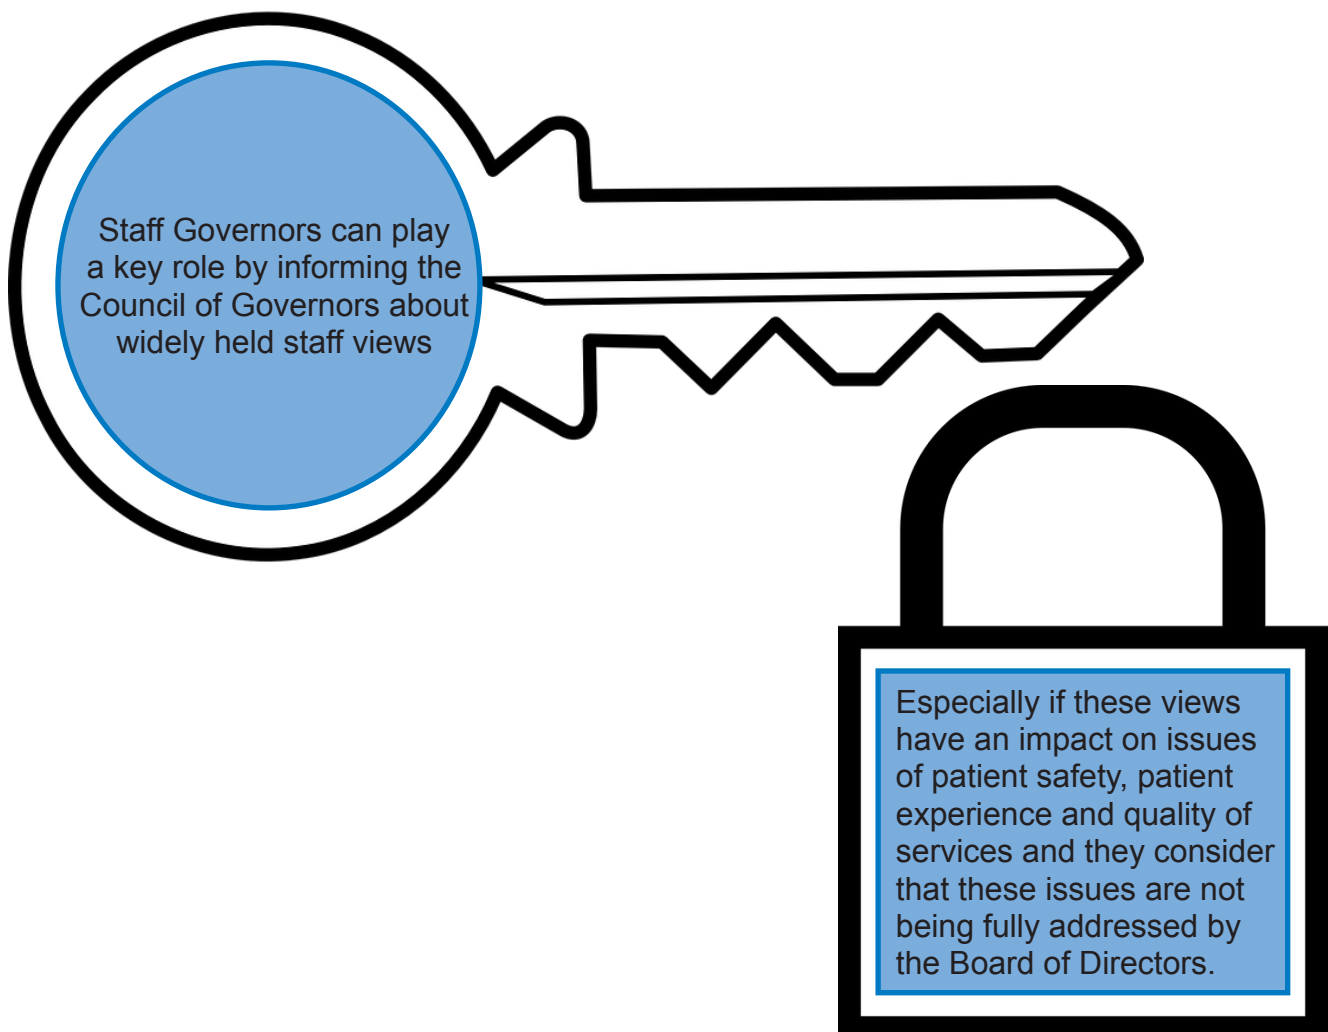 Staff Governors can play
a key role by informing the
Council of Governors about
widely held staff views
Especially if these views
have an impact on issues
of patient safety, patient
experience and quality of
services and they consider
that these issues are not
being fully addressed by
the Board of Directors.